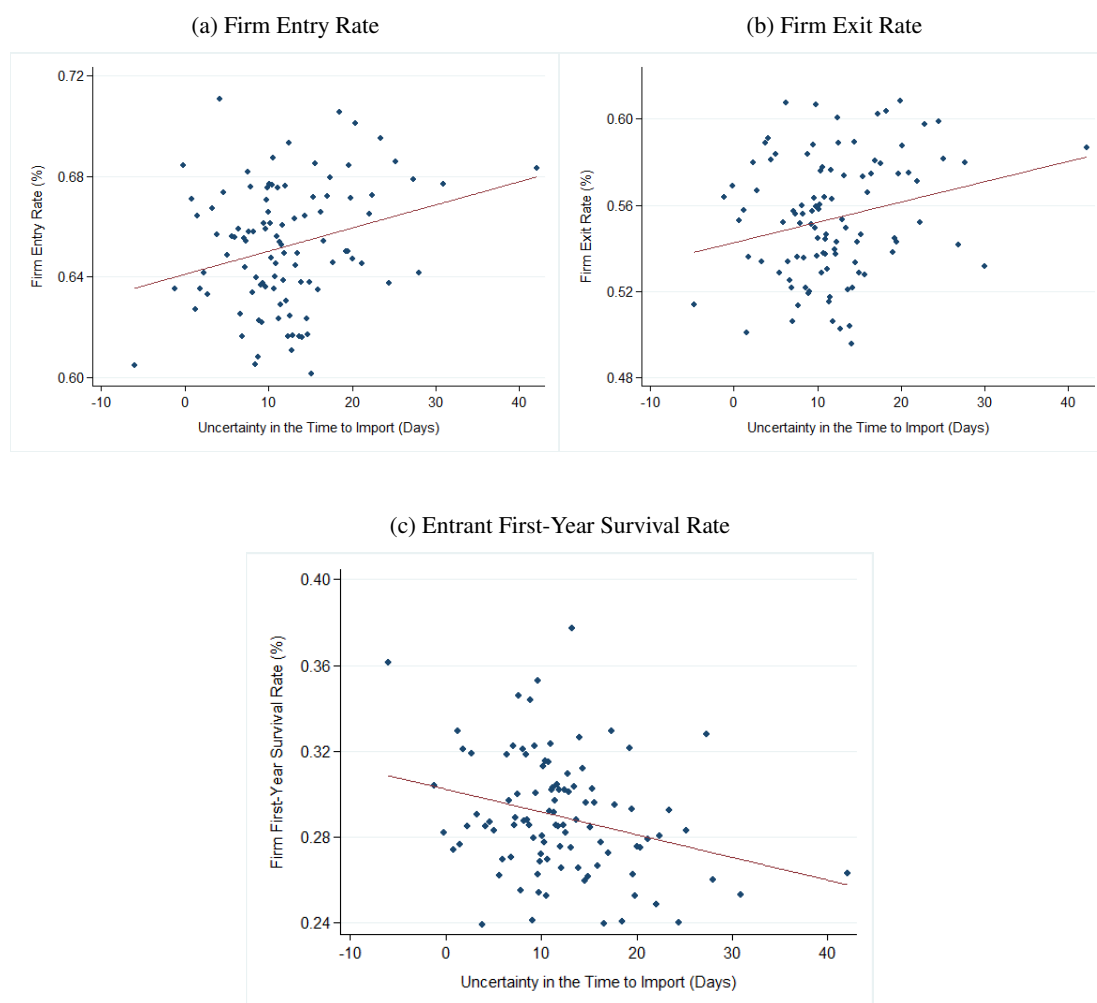 (a) Firm Entry Rate
0.72
0.68
0.64
0.60
Firm Entry Rate (%)
-10 0 10 20 30 40
Uncertainty in the Time to Import (Days)
(b) Firm Exit Rate
0.60
0.56
0.52
0.48
Firm Exit Rate (%)
-10 0 10 20 30 40
Uncertainty in the Time to Import (Days)
(c) Entrant First-Year Survival Rate
0.40
0.36
0.32
0.28
0.24
Firm First-Year Survival Rate (%)
-10 0 10 20 30 40
Uncertainty in the Time to Import (Days)